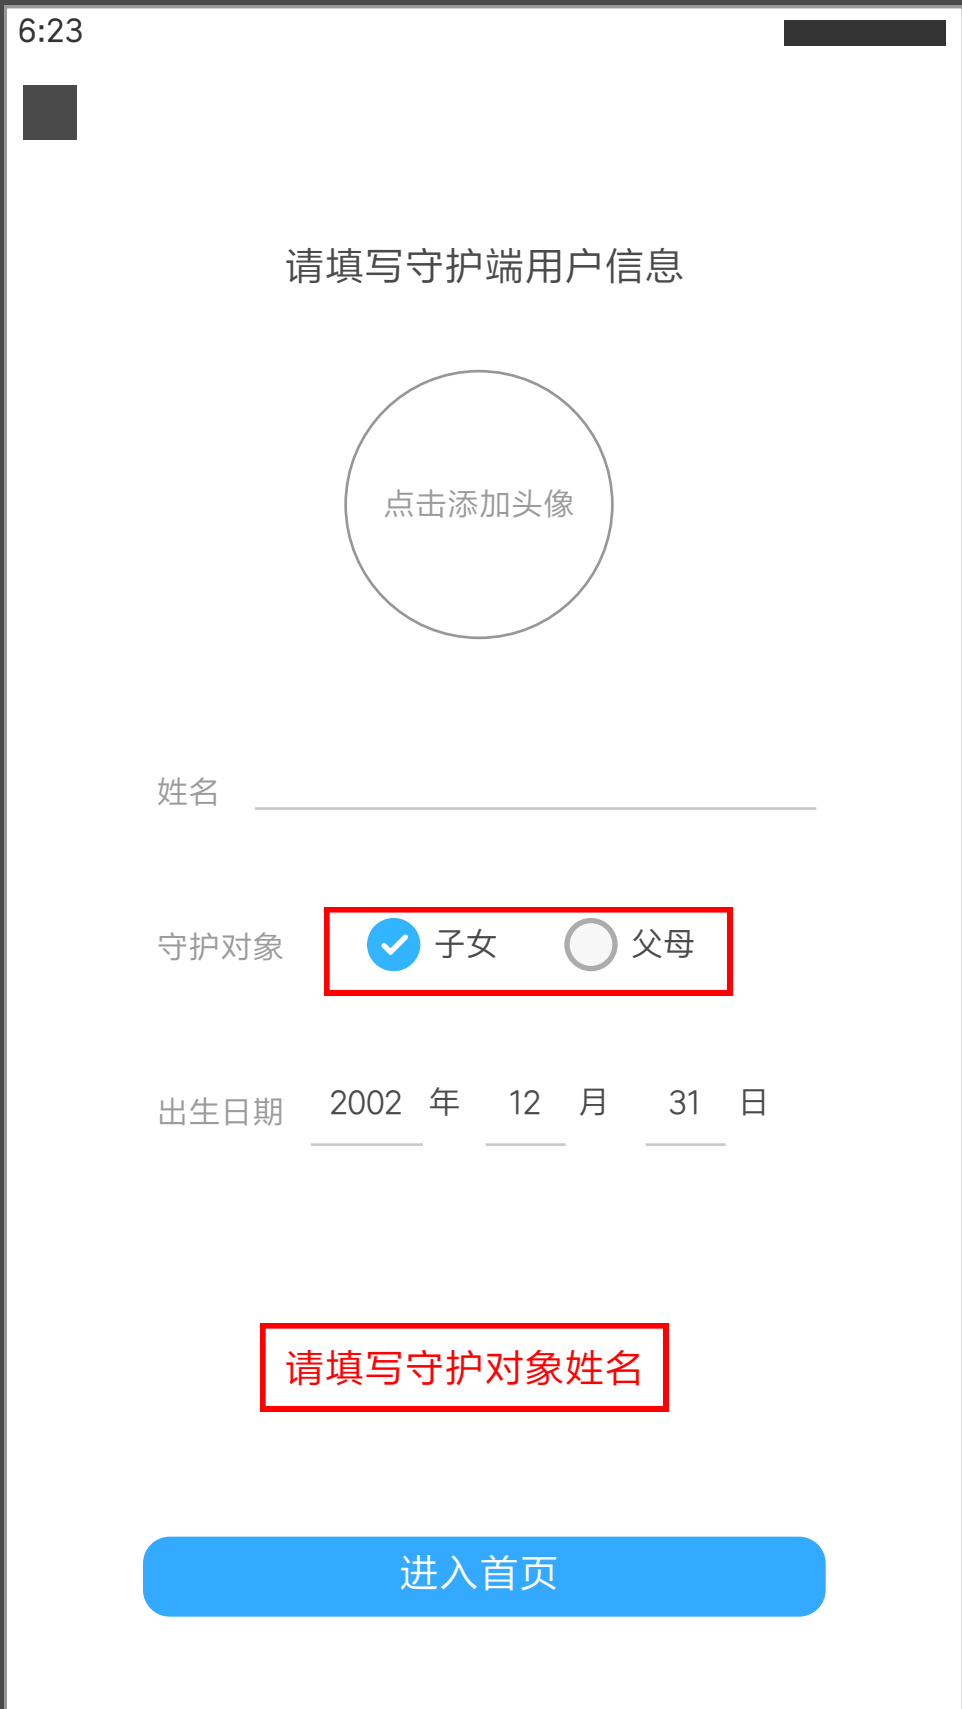 6:23
请填写守护端用户信息
点击添加头像
姓名
守护对象 子女 父母
出生日期 2002 年 12 月 31 日
请填写守护对象姓名
进入首页